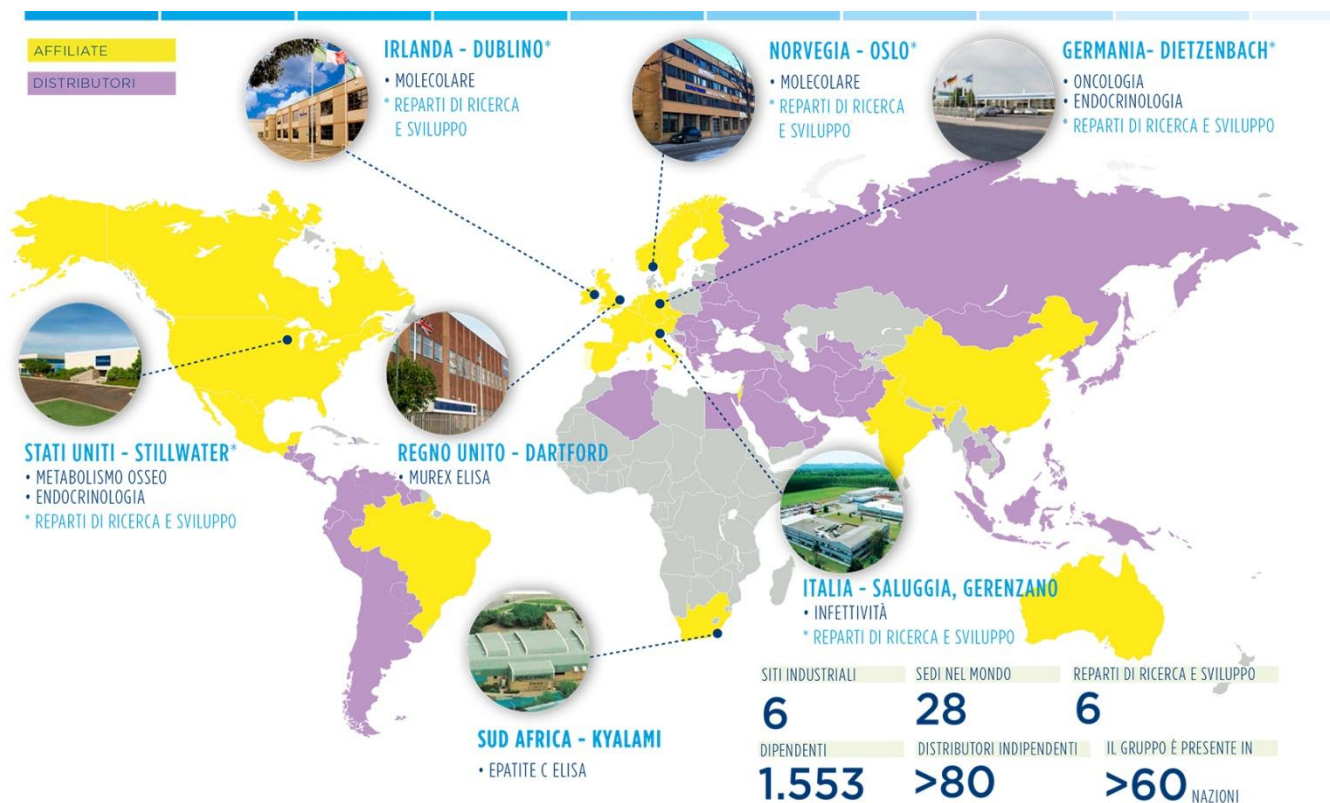 AFFILIATE
DISTRIBUTORI
IRLANDA - DUBLINO*
• MOLECOLARE
* REPARTI DI RICERCA
E SVILUPPO
NORVEGIA - OSLO*
• MOLECOLARE
* REPARTI DI RICERCA
E SVILUPPO
GERMANIA- DIETZENBACH*
• ONCOLOGIA
• ENDOCRINOLOGIA
* REPARTI DI RICERCA E SVILUPPO
STATI UNITI - STILLWATER*
• METABOLISMO OSSEO
• ENDOCRINOLOGIA
* REPARTI DI RICERCA E SVILUPPO
REGNO UNITO - DARTFORD
• MUREX ELISA
ITALIA - SALUGGIA, GERENZANO
• INFETTIVITÀ
* REPARTI DI RICERCA E SVILUPPO
SUD AFRICA - KYALAMI
• EPATITE C ELISA
SITI INDUSTRIALI
6
SEDI NEL MONDO
28
REPARTI DI RICERCA E SVILUPPO
6
DIPENDENTI
1.553
DISTRIBUTORI INDIPENDENTI
>80
IL GRUPPO È PRESENTE IN
>60 NAZIONI